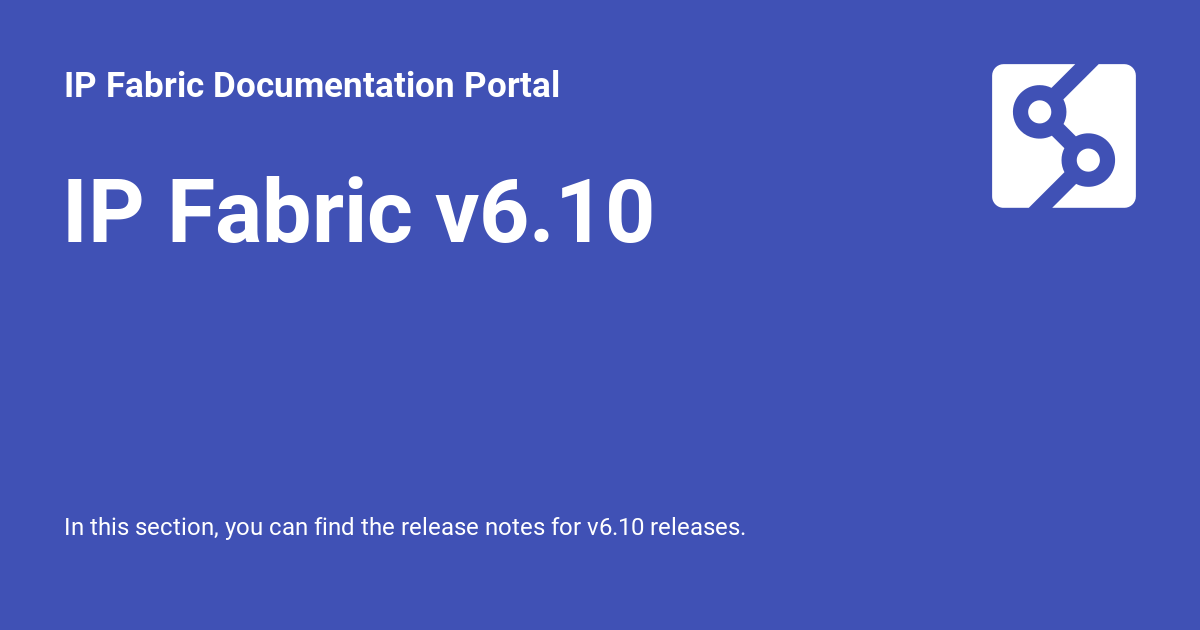 IP Fabric Documentation Portal
IP Fabric v6.10
In this section, you can find the release notes for v6.10 releases.